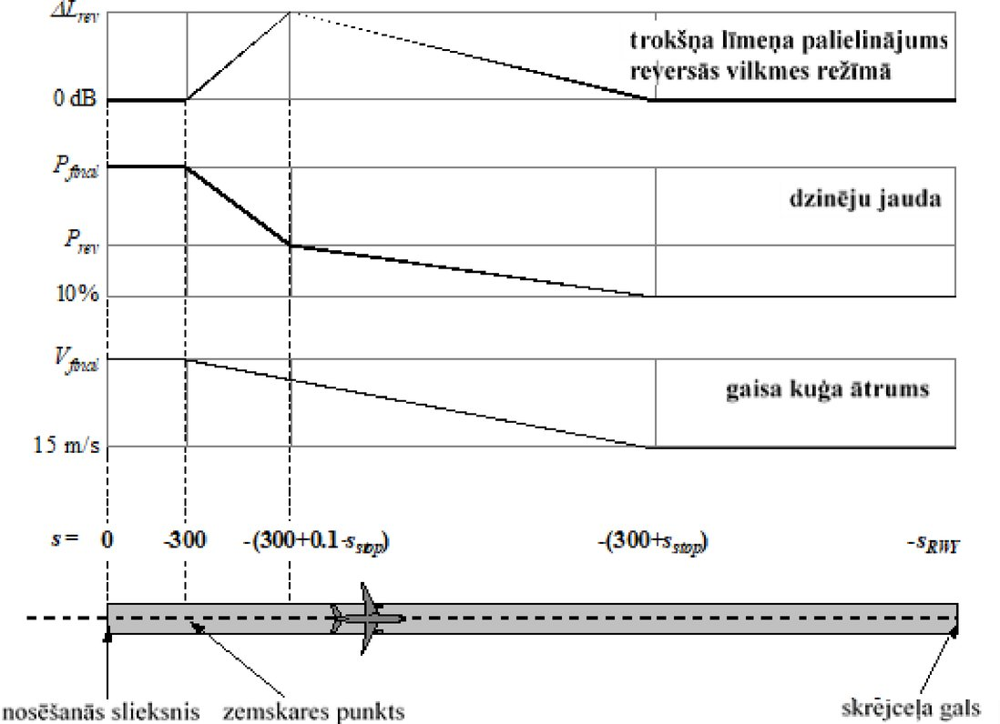 ΔL_rev
trokšņa līmeņa palielinājums
reversās vilkmes režīmā
0 dB
P_final
dzinēju jauda
P_rev
10%
V_final
gaisa kuģa ātrums
15 m/s
s = 0 -300 -(300+0.1·s_stop) -(300+s_stop) -s_RWY
nosēšanās slieksnis zemskares punkts skrējceļa gals